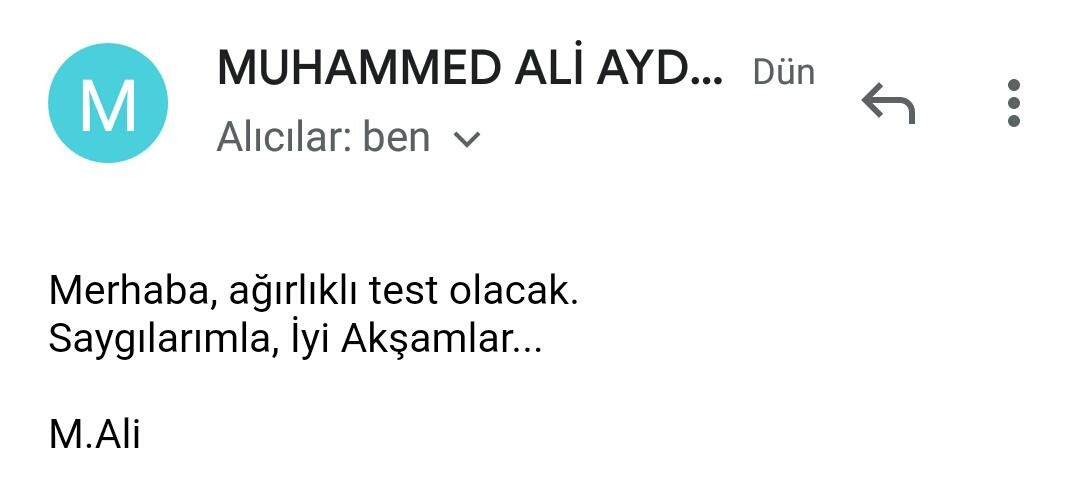 M
MUHAMMED ALİ AYD...
Dün
Alıcılar: ben
Merhaba, ağırlıklı test olacak.
Saygılarımla, İyi Akşamlar...
M.Ali